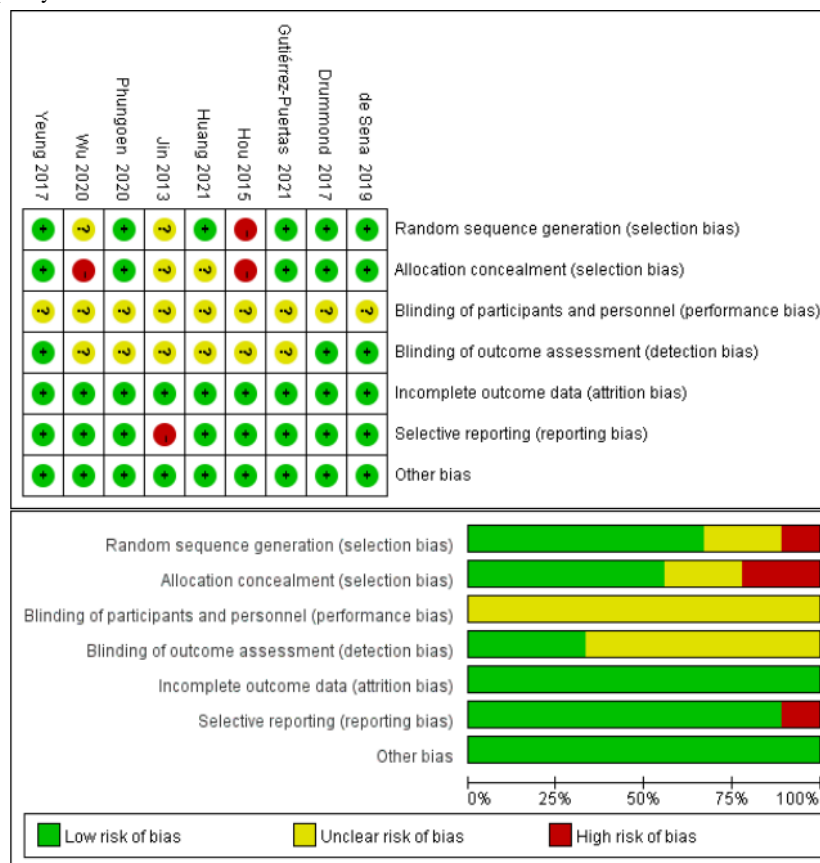 Yeung 2017
Wu 2020
Phungoen 2020
Jin 2013
Huang 2021
Hou 2015
Gutiérrez-Puertas 2021
Drummond 2017
de Sena 2019
+ ? + ? + - + + + Random sequence generation (selection bias)
+ - + ? ? - + + + Allocation concealment (selection bias)
? ? ? ? ? ? ? ? ? Blinding of participants and personnel (performance bias)
+ ? ? ? ? ? ? + + Blinding of outcome assessment (detection bias)
+ + + + + + + + + Incomplete outcome data (attrition bias)
+ + + - + + + + + Selective reporting (reporting bias)
+ + + + + + + + + Other bias
Random sequence generation (selection bias)
Allocation concealment (selection bias)
Blinding of participants and personnel (performance bias)
Blinding of outcome assessment (detection bias)
Incomplete outcome data (attrition bias)
Selective reporting (reporting bias)
Other bias
0% 25% 50% 75% 100%
Low risk of bias Unclear risk of bias High risk of bias